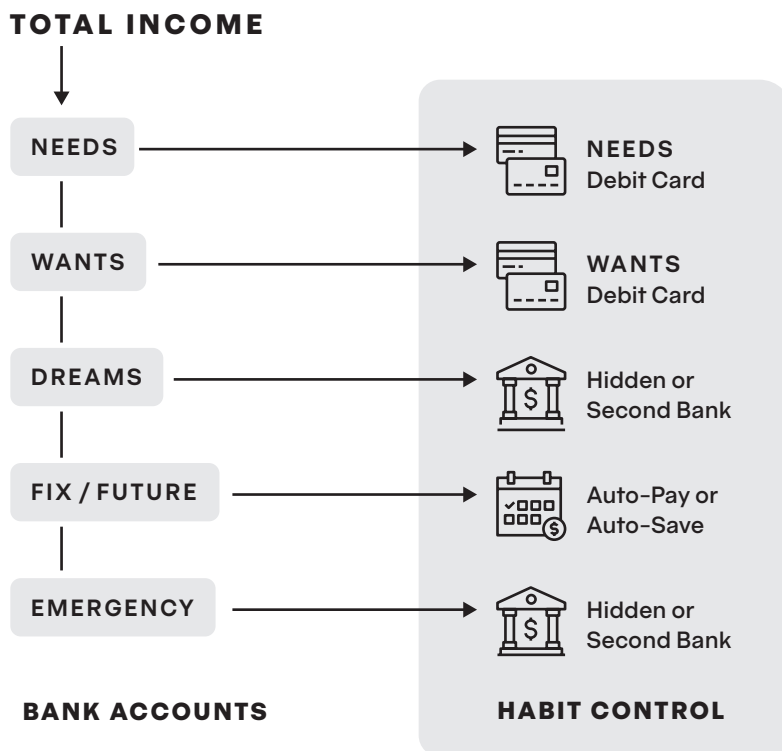 TOTAL INCOME
NEEDS
NEEDS
Debit Card
WANTS
WANTS
Debit Card
DREAMS
Hidden or
Second Bank
FIX / FUTURE
Auto-Pay or
Auto-Save
EMERGENCY
Hidden or
Second Bank
BANK ACCOUNTS
HABIT CONTROL